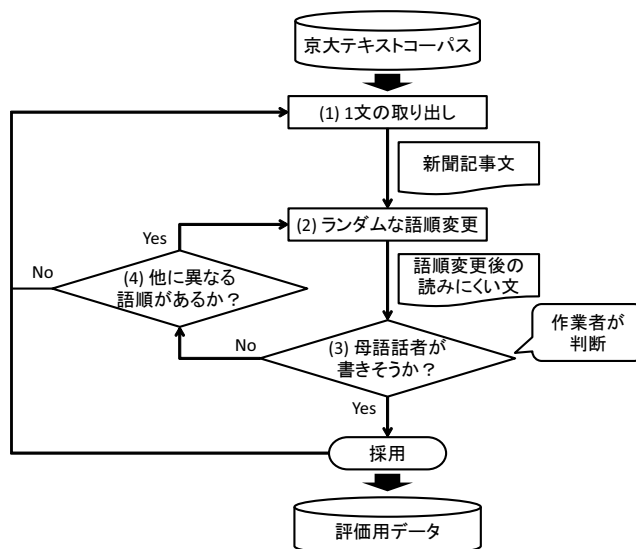 京大テキストコーパス
(1) 1文の取り出し
新聞記事文
(2) ランダムな語順変更
Yes
No
(4) 他に異なる
語順があるか？
語順変更後の
読みにくい文
作業者が
判断
No
(3) 母語話者が
書きそうか？
Yes
採用
評価用データ